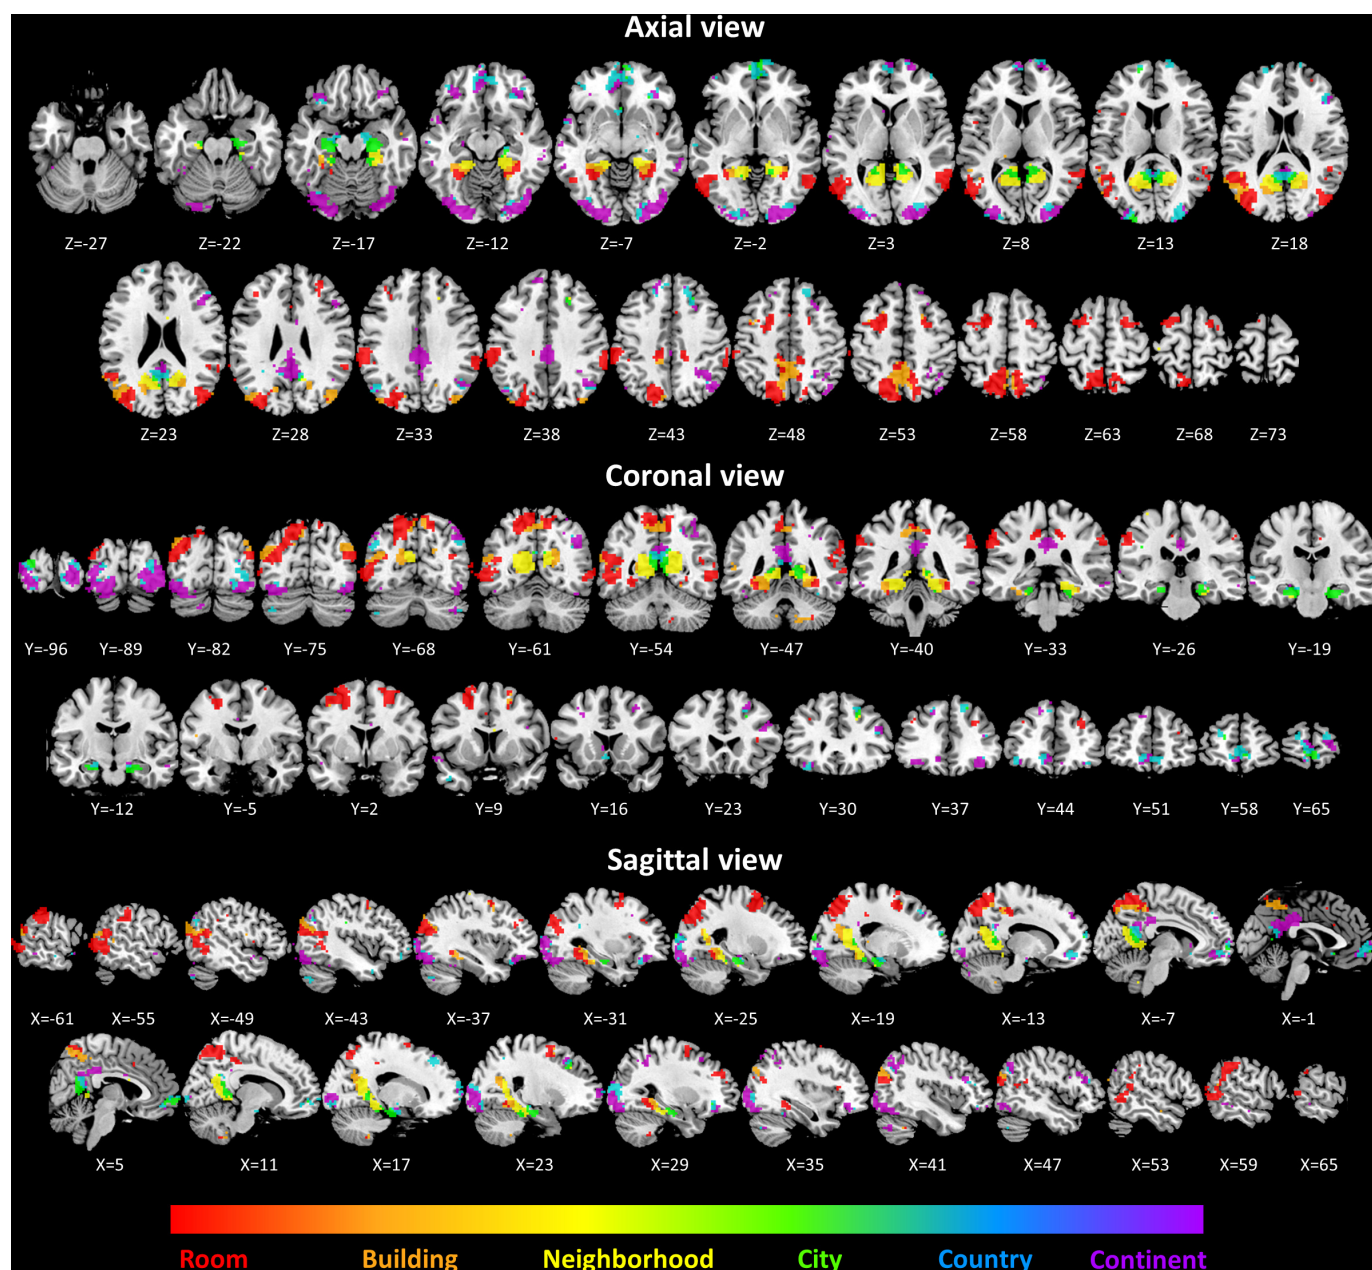 Axial view
Z=-27 Z=-22 Z=-17 Z=-12 Z=-7 Z=-2 Z=3 Z=8 Z=13 Z=18
Z=23 Z=28 Z=33 Z=38 Z=43 Z=48 Z=53 Z=58 Z=63 Z=68 Z=73
Coronal view
Y=-96 Y=-89 Y=-82 Y=-75 Y=-68 Y=-61 Y=-54 Y=-47 Y=-40 Y=-33 Y=-26 Y=-19
Y=-12 Y=-5 Y=2 Y=9 Y=16 Y=23 Y=30 Y=37 Y=44 Y=51 Y=58 Y=65
Sagittal view
X=-61 X=-55 X=-49 X=-43 X=-37 X=-31 X=-25 X=-19 X=-13 X=-7 X=-1
X=5 X=11 X=17 X=23 X=29 X=35 X=41 X=47 X=53 X=59 X=65
Room Building Neighborhood City Country Continent